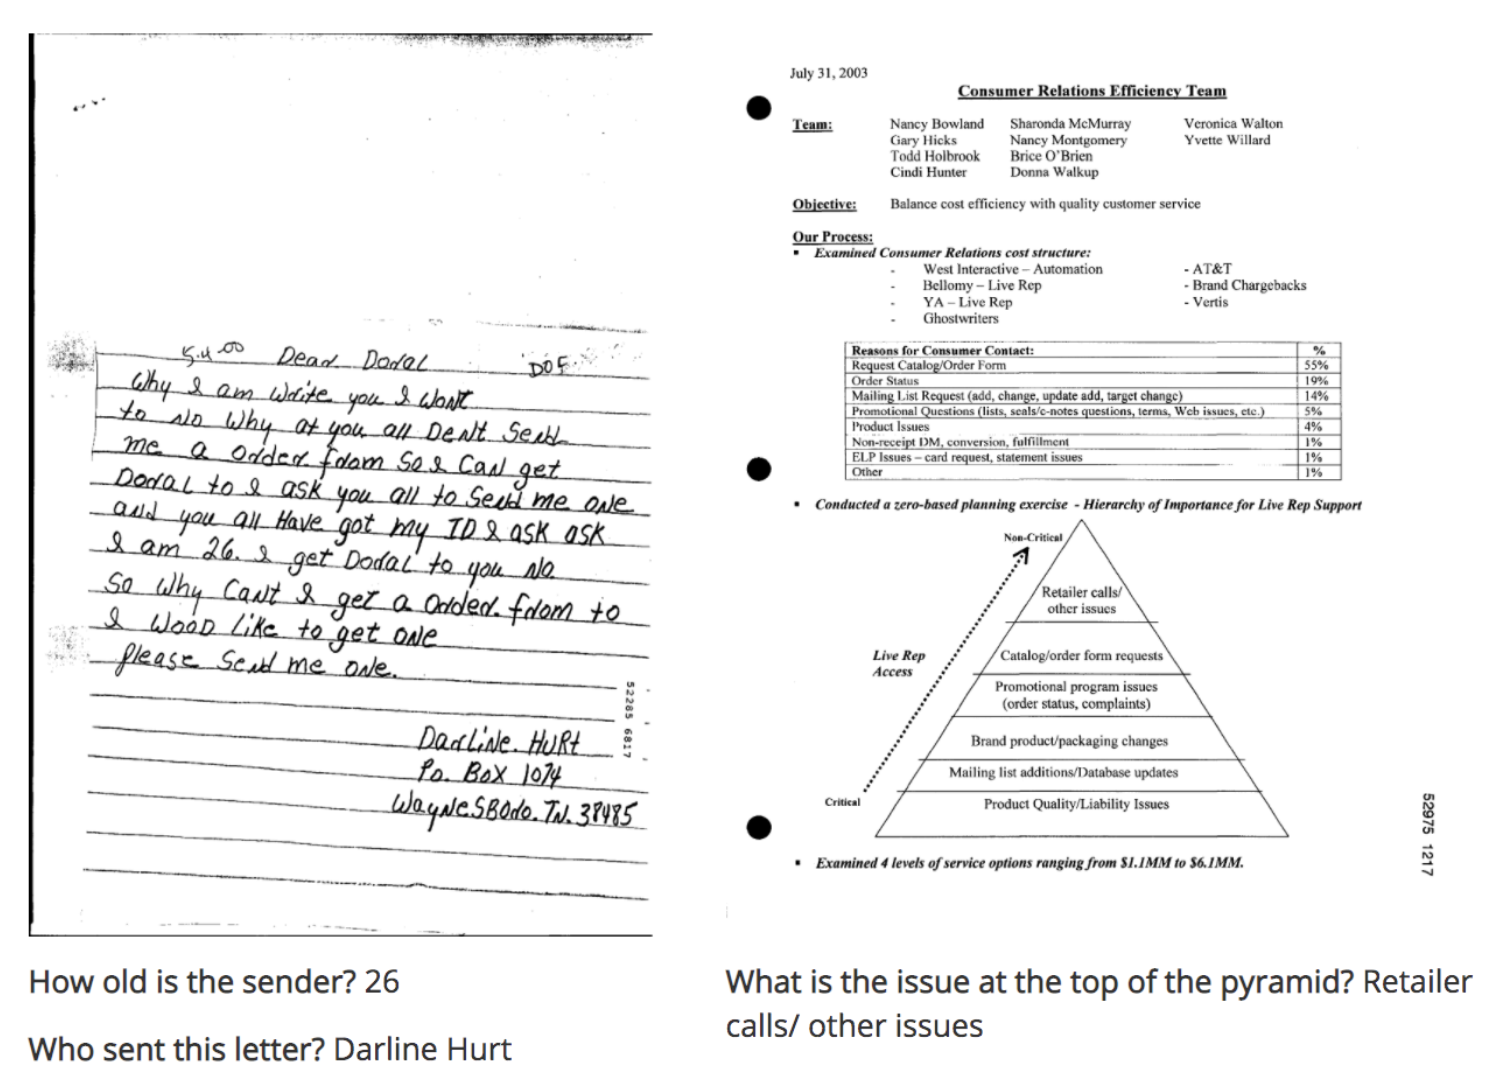 5.4.00 Dear Doral D05
Why I am write you I wont
to No Why at you all Dent Send
me a odder from So I Can get
Doral to I ask you all to Send me one
and you all Have got my ID I ask ask
I am 26. I get Doral to you No
So Why Cant I get a odder. from to
I WooD Like to get one
please Send me one.
52285 6817
Darline. HURt
Po. Box 1074
WayneSBOro. TN. 38485
How old is the sender? 26
Who sent this letter? Darline Hurt
July 31, 2003
Consumer Relations Efficiency Team
Team: Nancy Bowland Sharonda McMurray Veronica Walton
Gary Hicks Nancy Montgomery Yvette Willard
Todd Holbrook Brice O'Brien
Cindi Hunter Donna Walkup
Objective: Balance cost efficiency with quality customer service
Our Process:
▪ Examined Consumer Relations cost structure:
- West Interactive – Automation - AT&T
- Bellomy – Live Rep - Brand Chargebacks
- YA – Live Rep - Vertis
- Ghostwriters
Reasons for Consumer Contact: %
Request Catalog/Order Form 55%
Order Status 19%
Mailing List Request (add, change, update add, target change) 14%
Promotional Questions (lists, seals/c-notes questions, terms, Web issues, etc.) 5%
Product Issues 4%
Non-receipt DM, conversion, fulfillment 1%
ELP Issues – card request, statement issues 1%
Other 1%
▪ Conducted a zero-based planning exercise - Hierarchy of Importance for Live Rep Support
Non-Critical
Retailer calls/
other issues
Live Rep
Access
Catalog/order form requests
Promotional program issues
(order status, complaints)
Brand product/packaging changes
Mailing list additions/Database updates
Critical
Product Quality/Liability Issues
52975 1217
▪ Examined 4 levels of service options ranging from $1.1MM to $6.1MM.
What is the issue at the top of the pyramid? Retailer
calls/ other issues